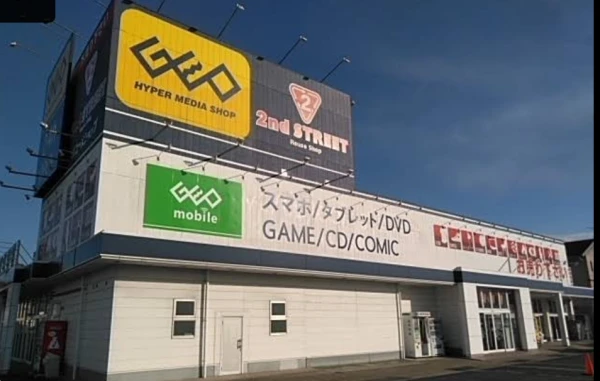 GEO
HYPER MEDIA SHOP
2
2nd STREET
Reuse Shop
GEO
mobile
スマホ/タブレット/DVD
GAME/CD/COMIC